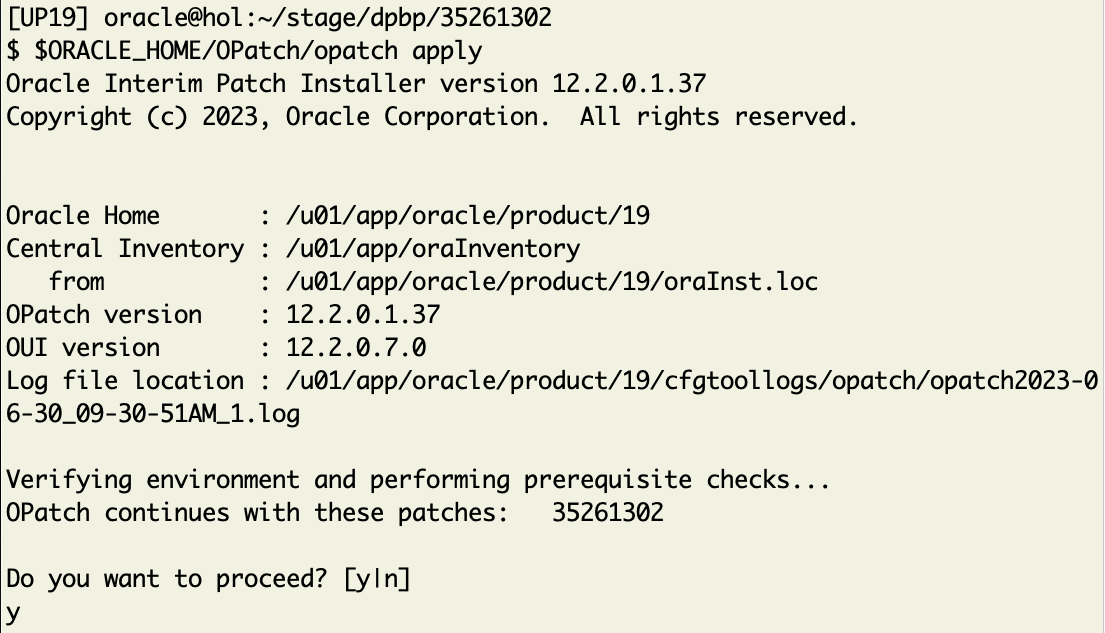 [UP19] oracle@hol:~/stage/dpbp/35261302
$ $ORACLE_HOME/OPatch/opatch apply
Oracle Interim Patch Installer version 12.2.0.1.37
Copyright (c) 2023, Oracle Corporation.  All rights reserved.
Oracle Home       : /u01/app/oracle/product/19
Central Inventory : /u01/app/oraInventory
   from           : /u01/app/oracle/product/19/oraInst.loc
OPatch version    : 12.2.0.1.37
OUI version       : 12.2.0.7.0
Log file location : /u01/app/oracle/product/19/cfgtoollogs/opatch/opatch2023-0
6-30_09-30-51AM_1.log
Verifying environment and performing prerequisite checks...
OPatch continues with these patches:   35261302
Do you want to proceed? [y|n]
y